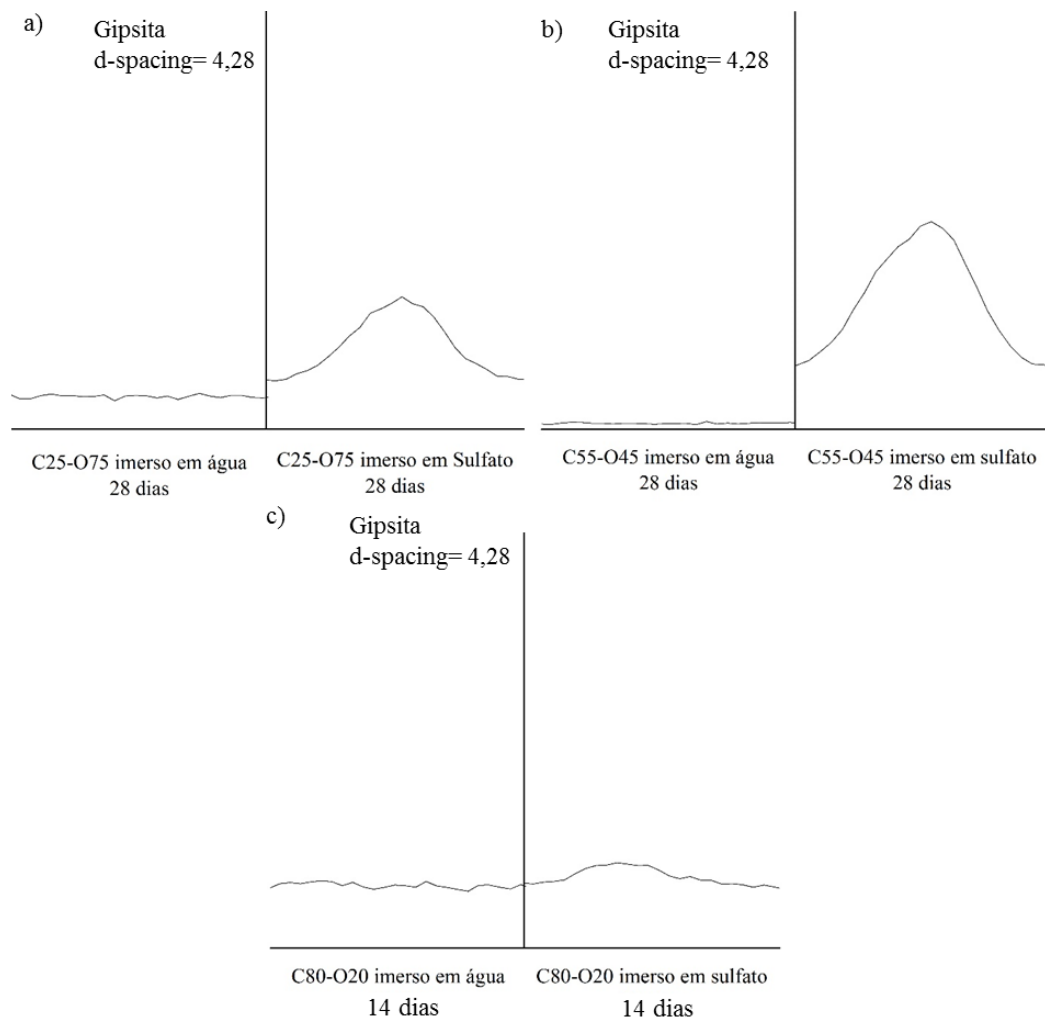 a)
Gipsita
d-spacing= 4,28
C25-O75 imerso em água
28 dias
C25-O75 imerso em Sulfato
28 dias
b)
Gipsita
d-spacing= 4,28
C55-O45 imerso em água
28 dias
C55-O45 imerso em sulfato
28 dias
c)
Gipsita
d-spacing= 4,28
C80-O20 imerso em água
14 dias
C80-O20 imerso em sulfato
14 dias